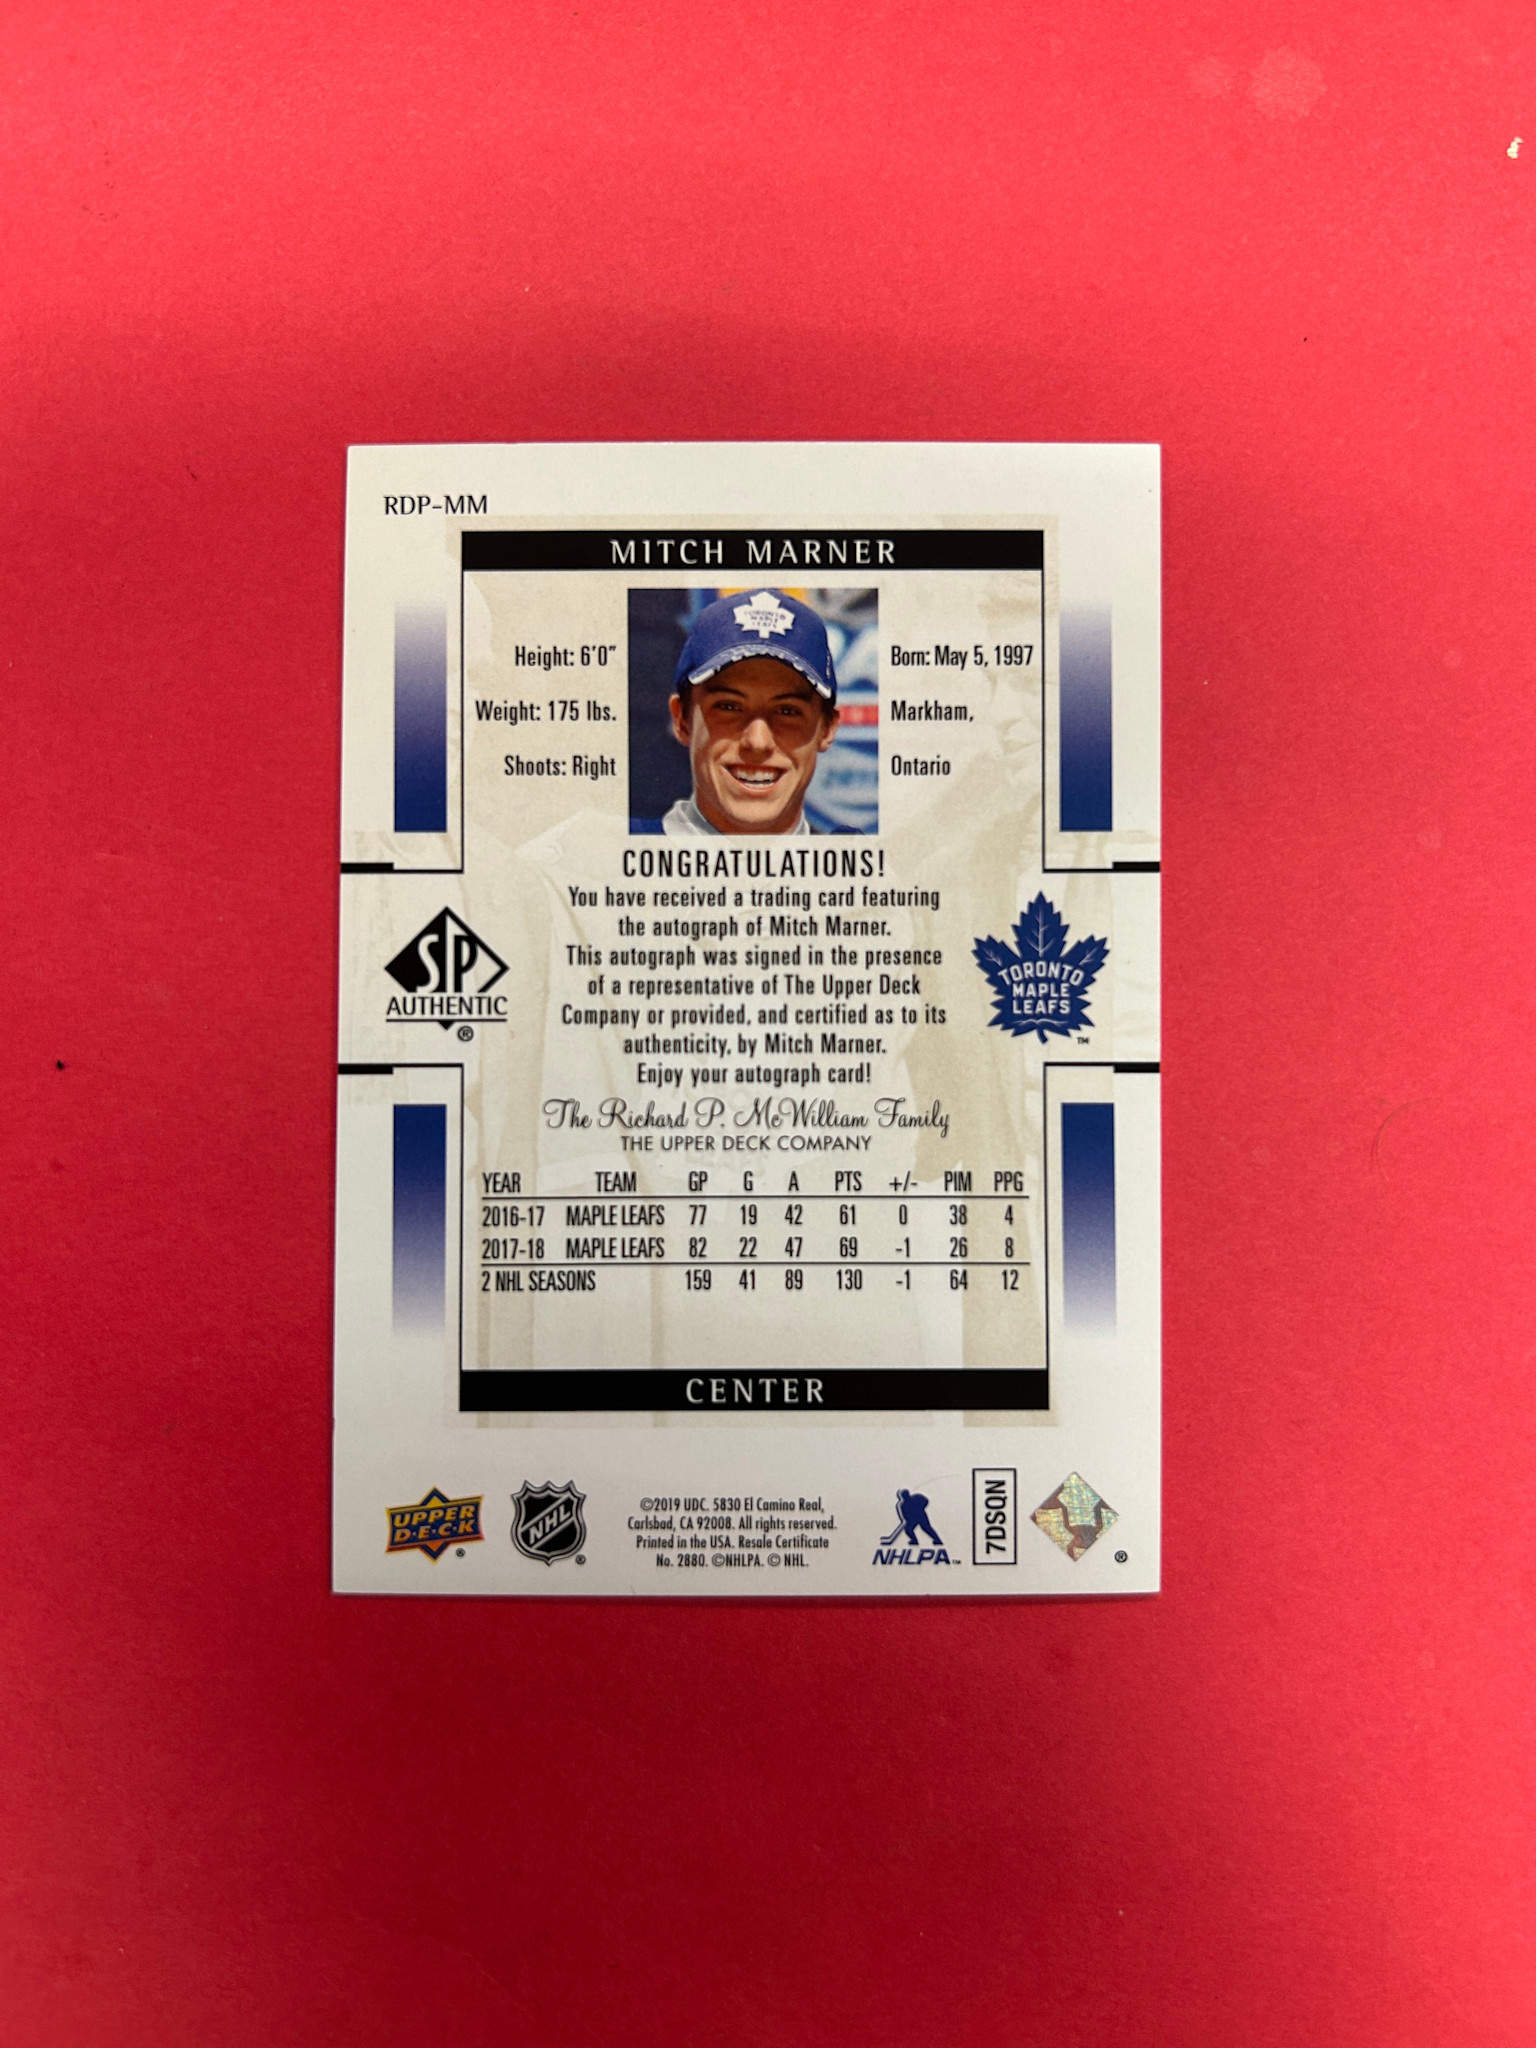 RDP-MM
MITCH MARNER
TORONTO
MAPLE
LEAFS
Height: 6'0"
Weight: 175 lbs.
Shoots: Right
Born: May 5, 1997
Markham,
Ontario
CONGRATULATIONS!
You have received a trading card featuring
the autograph of Mitch Marner.
This autograph was signed in the presence
of a representative of The Upper Deck
Company or provided, and certified as to its
authenticity, by Mitch Marner.
Enjoy your autograph card!
SP
AUTHENTIC
®
TORONTO
MAPLE
LEAFS
™
The Richard P. McWilliam Family
THE UPPER DECK COMPANY
YEAR TEAM GP G A PTS +/- PIM PPG
2016-17 MAPLE LEAFS 77 19 42 61 0 38 4
2017-18 MAPLE LEAFS 82 22 47 69 -1 26 8
2 NHL SEASONS 159 41 89 130 -1 64 12
CENTER
UPPER
D·E·C·K
®
NHL
®
©2019 UDC. 5830 El Camino Real,
Carlsbad, CA 92008. All rights reserved.
Printed in the USA. Resale Certificate
No. 2880. ©NHLPA. © NHL.
NHLPA™
7DSQN
®